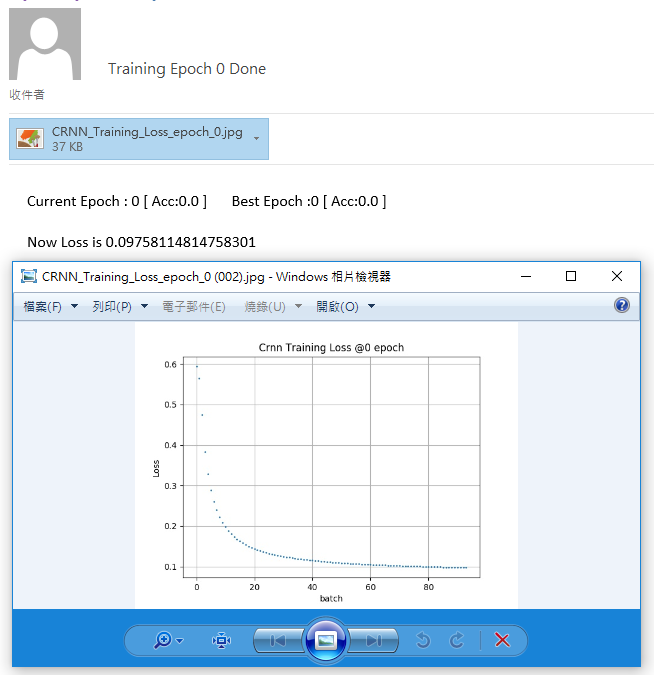 Training Epoch 0 Done
收件者
CRNN_Training_Loss_epoch_0.jpg
37 KB
Current Epoch : 0 [ Acc:0.0 ] Best Epoch :0 [ Acc:0.0 ]
Now Loss is 0.09758114814758301
CRNN_Training_Loss_epoch_0 (002).jpg - Windows 相片檢視器
檔案(F) 列印(P) 電子郵件(E) 燒錄(U) 開啟(O)
Crnn Training Loss @0 epoch
0.6
0.5
0.4
0.3
0.2
0.1
Loss
0 20 40 60 80
batch